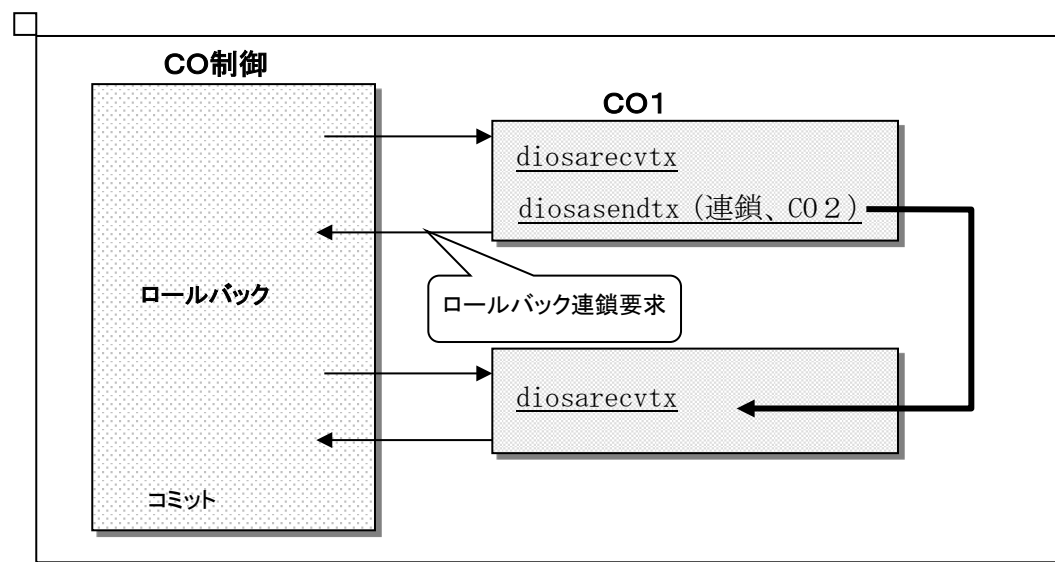 CO制御
CO1
diosarecvtx
diosasendtx(連鎖、CO2)
ロールバック
ロールバック連鎖要求
diosarecvtx
コミット